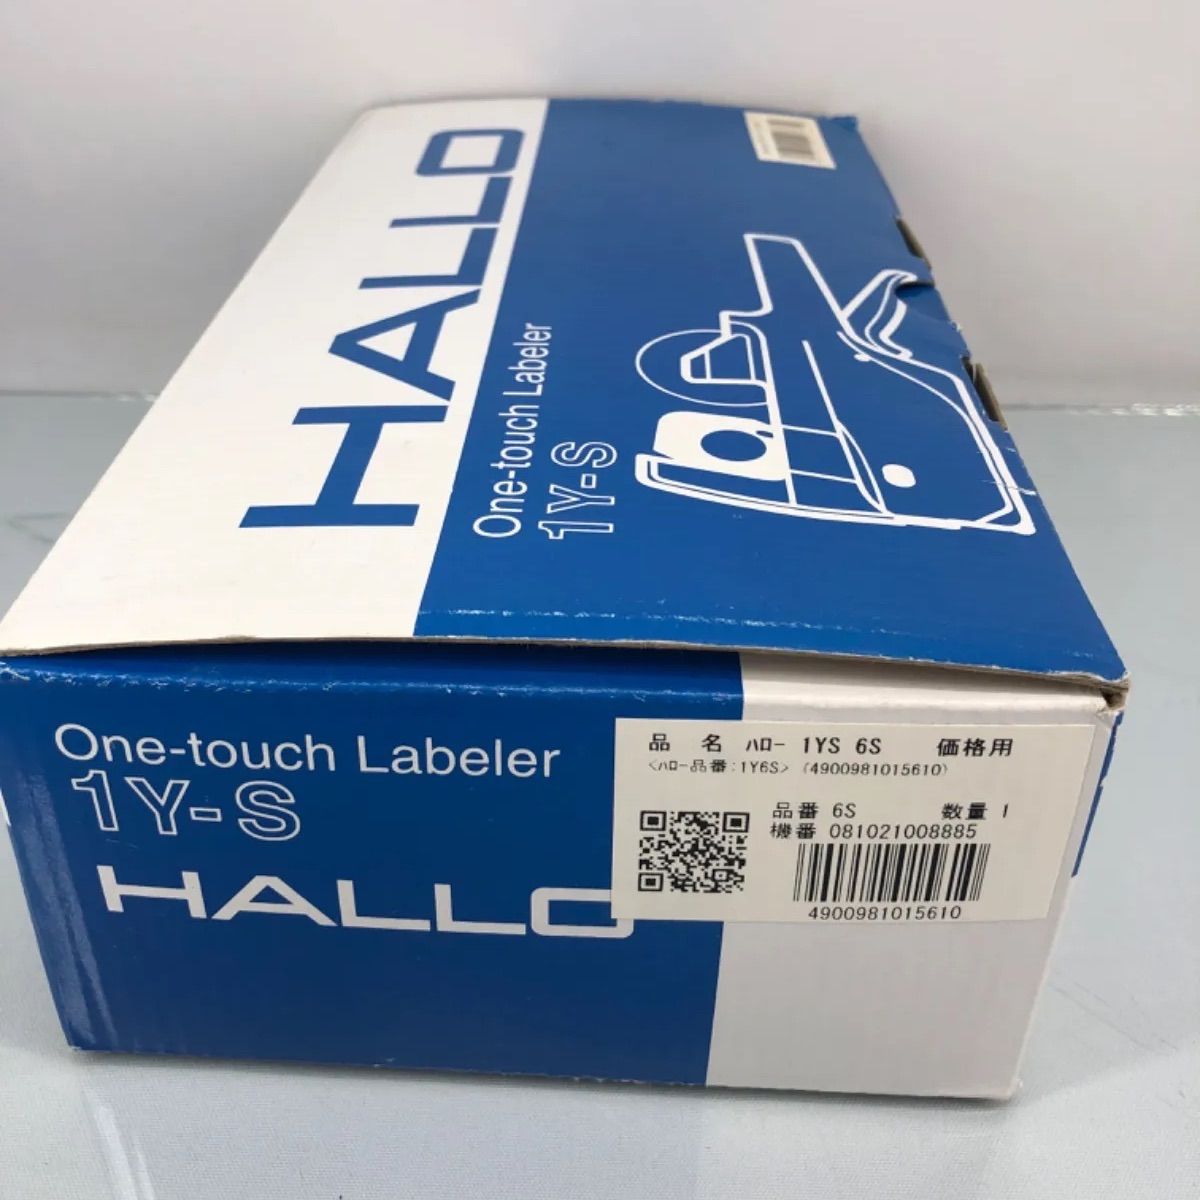 HALLO
One-touch Labeler
1Y-S
One-touch Labeler
1Y-S
HALLO
品 名 ﾊﾛｰ 1YS 6S 価格用
<ﾊﾛｰ品番:1Y6S> (4900981015610)
品番 6S 数量 1
機番 081021008885
4900981015610